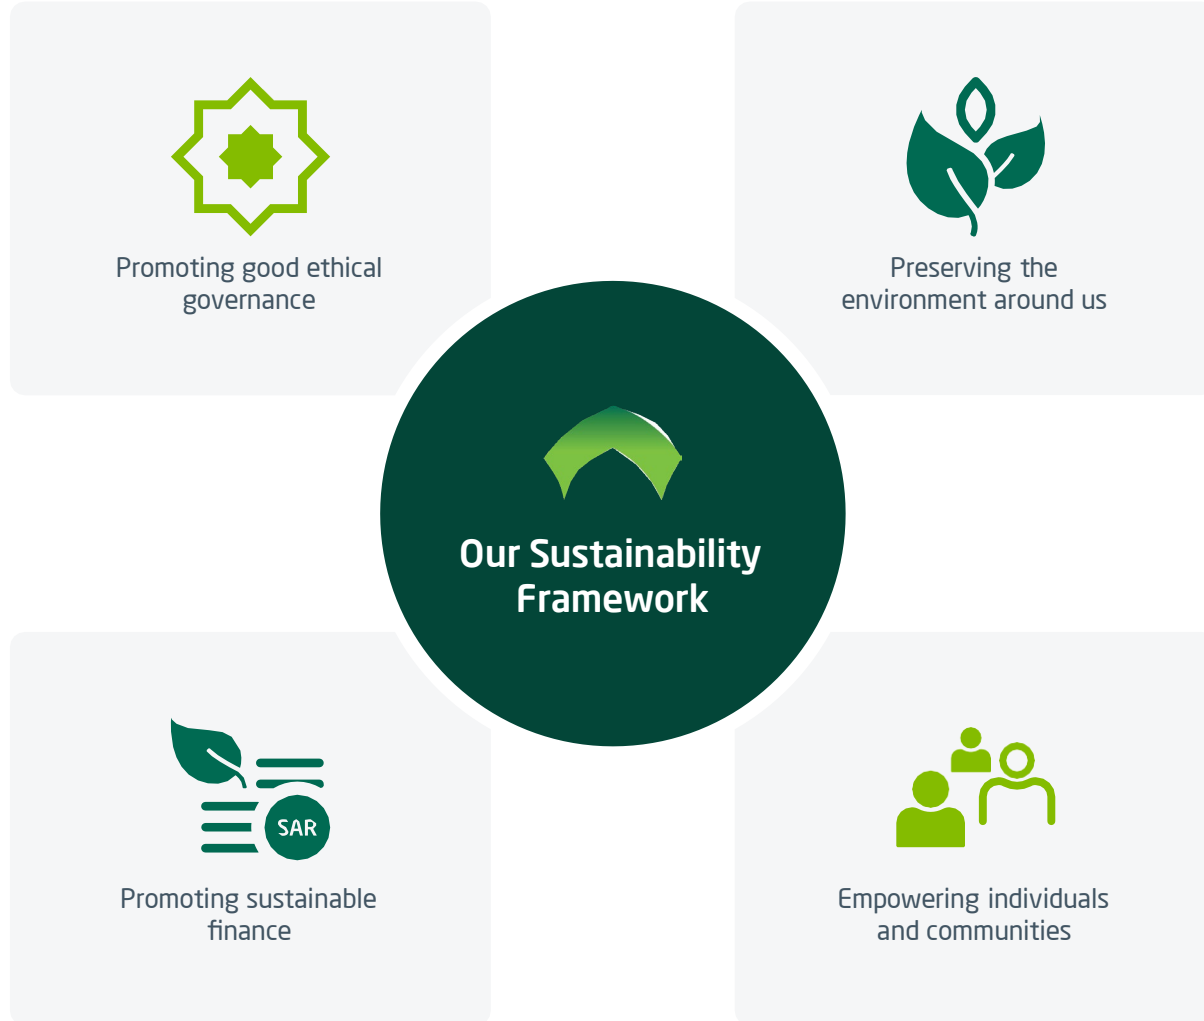 Promoting good ethical
governance
Preserving the
environment around us
Our Sustainability
Framework
SAR
Promoting sustainable
finance
Empowering individuals
and communities